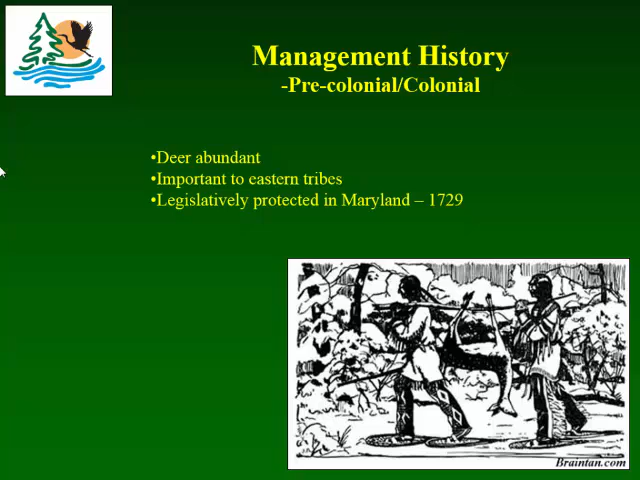 Management History
-Pre-colonial/Colonial
•Deer abundant
•Important to eastern tribes
•Legislatively protected in Maryland – 1729
Braintan.com